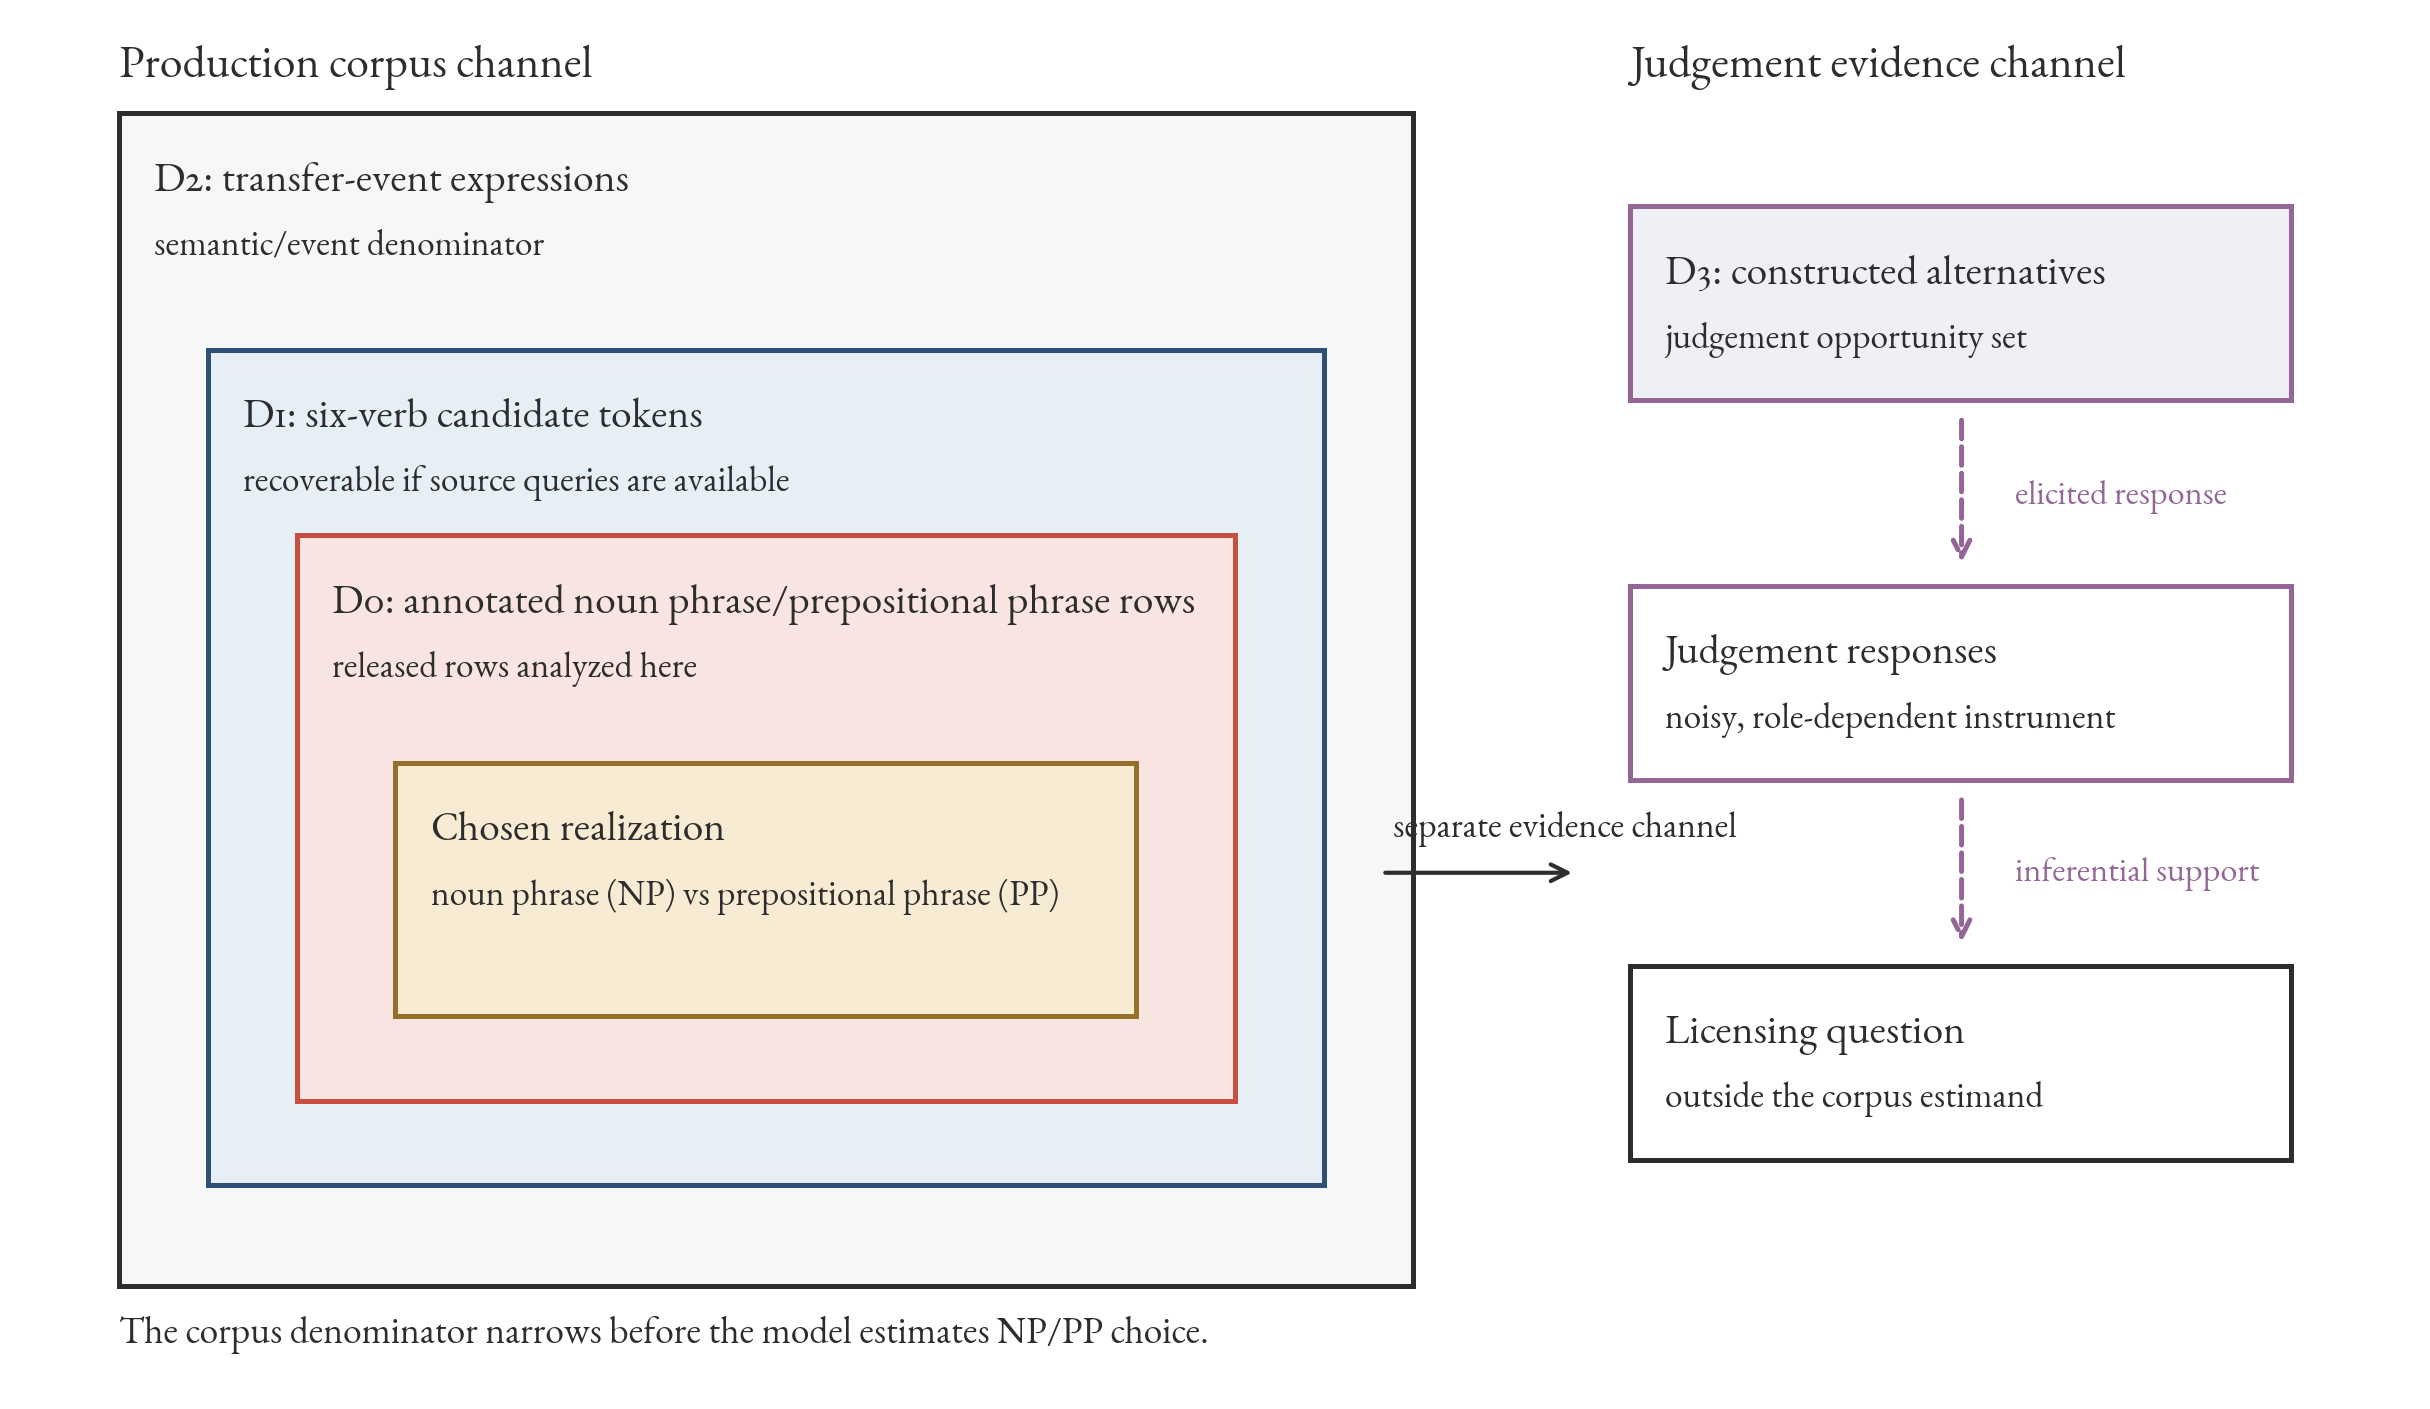 Production corpus channel
D2: transfer-event expressions
semantic/event denominator
D1: six-verb candidate tokens
recoverable if source queries are available
D0: annotated noun phrase/prepositional phrase rows
released rows analyzed here
Chosen realization
noun phrase (NP) vs prepositional phrase (PP)
The corpus denominator narrows before the model estimates NP/PP choice.
separate evidence channel
Judgement evidence channel
D3: constructed alternatives
judgement opportunity set
elicited response
Judgement responses
noisy, role-dependent instrument
inferential support
Licensing question
outside the corpus estimand